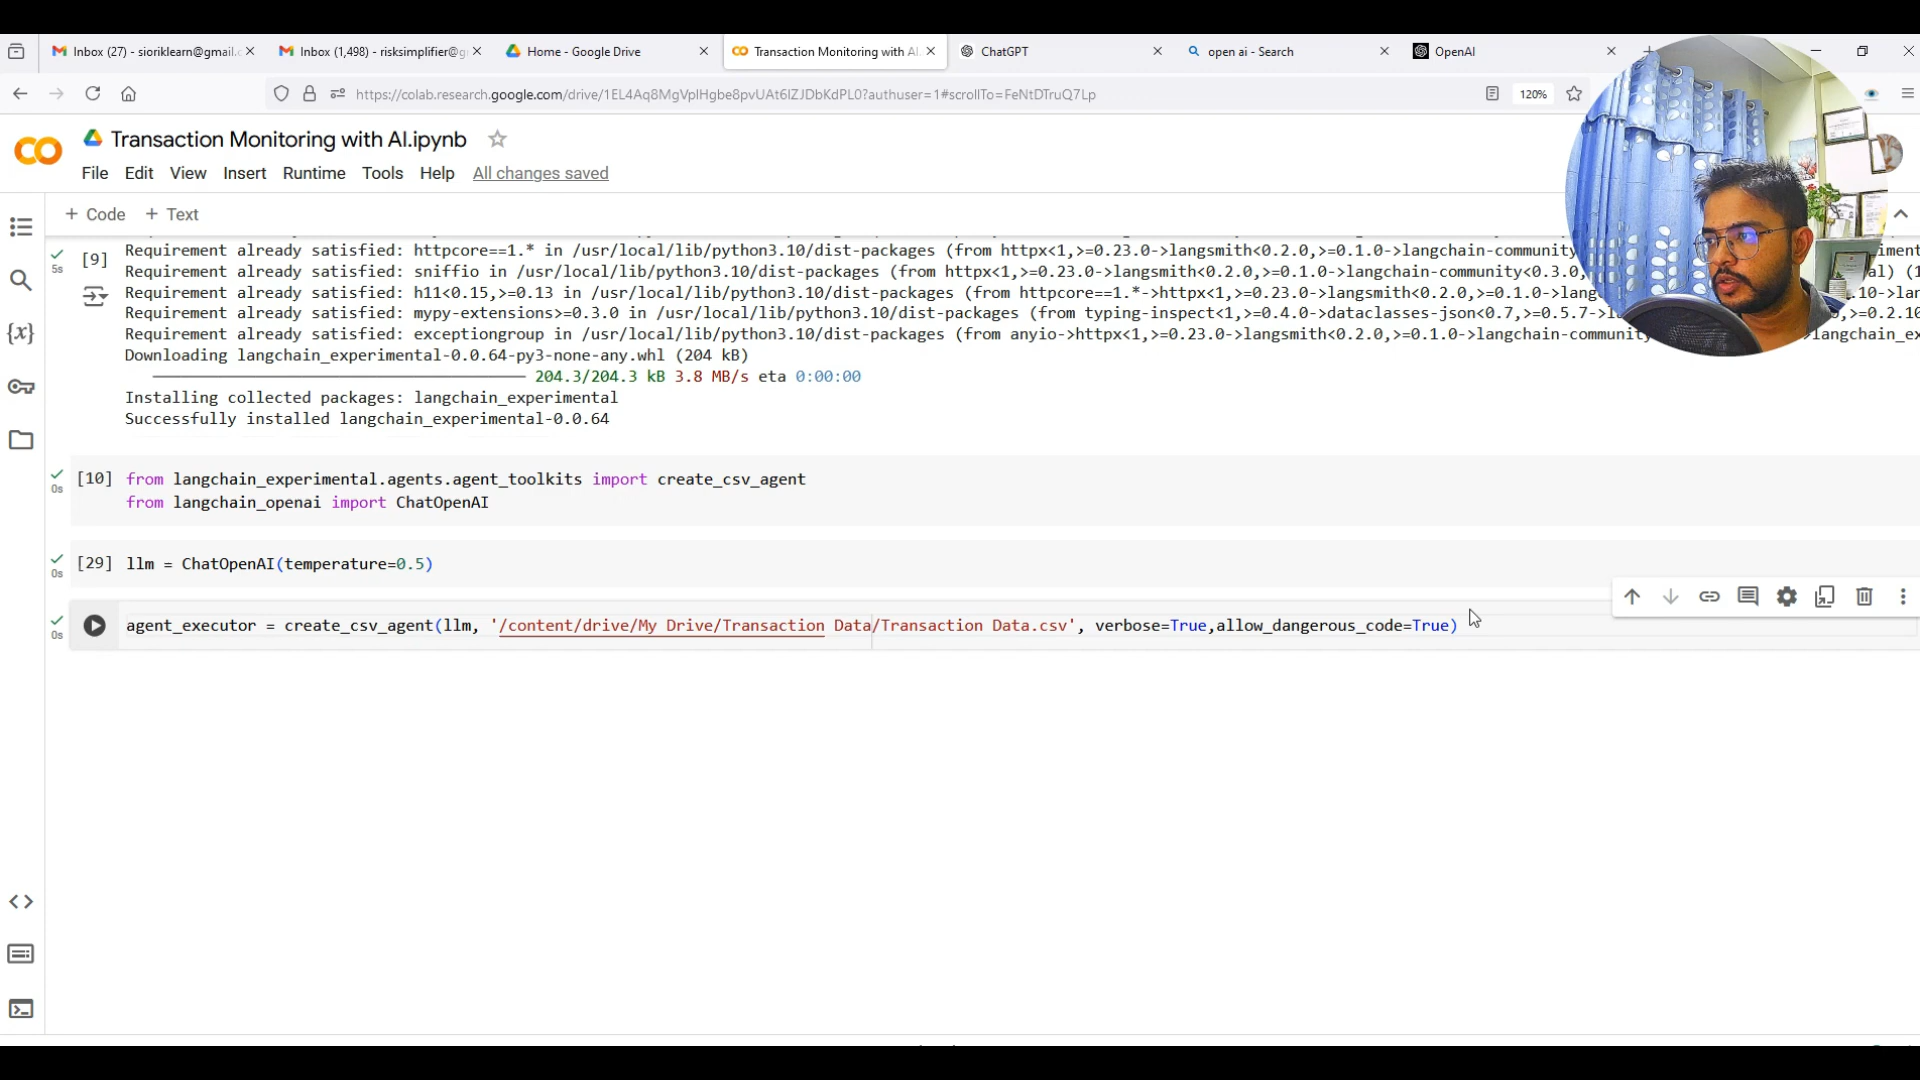 Inbox (27) - sioriklearn@gmail.
Inbox (1,498) - risksimplifier@g
Home - Google Drive
Transaction Monitoring with AI.
ChatGPT
open ai - Search
OpenAI
https://colab.research.google.com/drive/1EL4Aq8MgVplHgbe8pvUAt6lZJDbKdPL0?authuser=1#scrollTo=FeNtDTruQ7Lp
120%
Transaction Monitoring with AI.ipynb
File Edit View Insert Runtime Tools Help All changes saved
+ Code + Text
Requirement already satisfied: httpcore==1.* in /usr/local/lib/python3.10/dist-packages (from httpx<1,>=0.23.0->langsmith<0.2.0,>=0.1.0->langchain-community
[9] Requirement already satisfied: sniffio in /usr/local/lib/python3.10/dist-packages (from httpx<1,>=0.23.0->langsmith<0.2.0,>=0.1.0->langchain-community<0.3.0,
5s
Requirement already satisfied: h11<0.15,>=0.13 in /usr/local/lib/python3.10/dist-packages (from httpcore==1.*->httpx<1,>=0.23.0->langsmith<0.2.0,>=0.1.0->lang
Requirement already satisfied: mypy-extensions>=0.3.0 in /usr/local/lib/python3.10/dist-packages (from typing-inspect<1,>=0.4.0->dataclasses-json<0.7,>=0.5.7->l
Requirement already satisfied: exceptiongroup in /usr/local/lib/python3.10/dist-packages (from anyio->httpx<1,>=0.23.0->langsmith<0.2.0,>=0.1.0->langchain-community
Downloading langchain_experimental-0.0.64-py3-none-any.whl (204 kB)
204.3/204.3 kB 3.8 MB/s eta 0:00:00
Installing collected packages: langchain_experimental
Successfully installed langchain_experimental-0.0.64
[10] from langchain_experimental.agents.agent_toolkits import create_csv_agent
0s
from langchain_openai import ChatOpenAI
[29] llm = ChatOpenAI(temperature=0.5)
0s
agent_executor = create_csv_agent(llm, '/content/drive/My Drive/Transaction Data/Transaction Data.csv', verbose=True,allow_dangerous_code=True)
0s